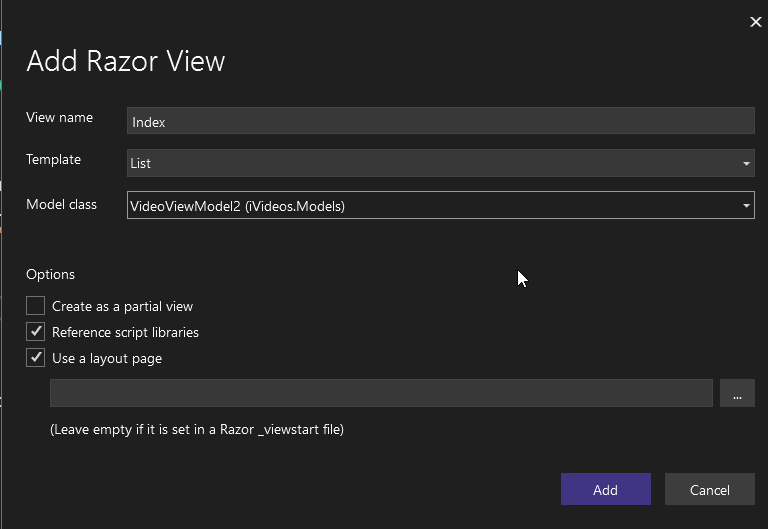 Add Razor View
View name
Index
Template
List
Model class
VideoViewModel2 (iVideos.Models)
Options
Create as a partial view
Reference script libraries
Use a layout page
...
(Leave empty if it is set in a Razor _viewstart file)
Add
Cancel